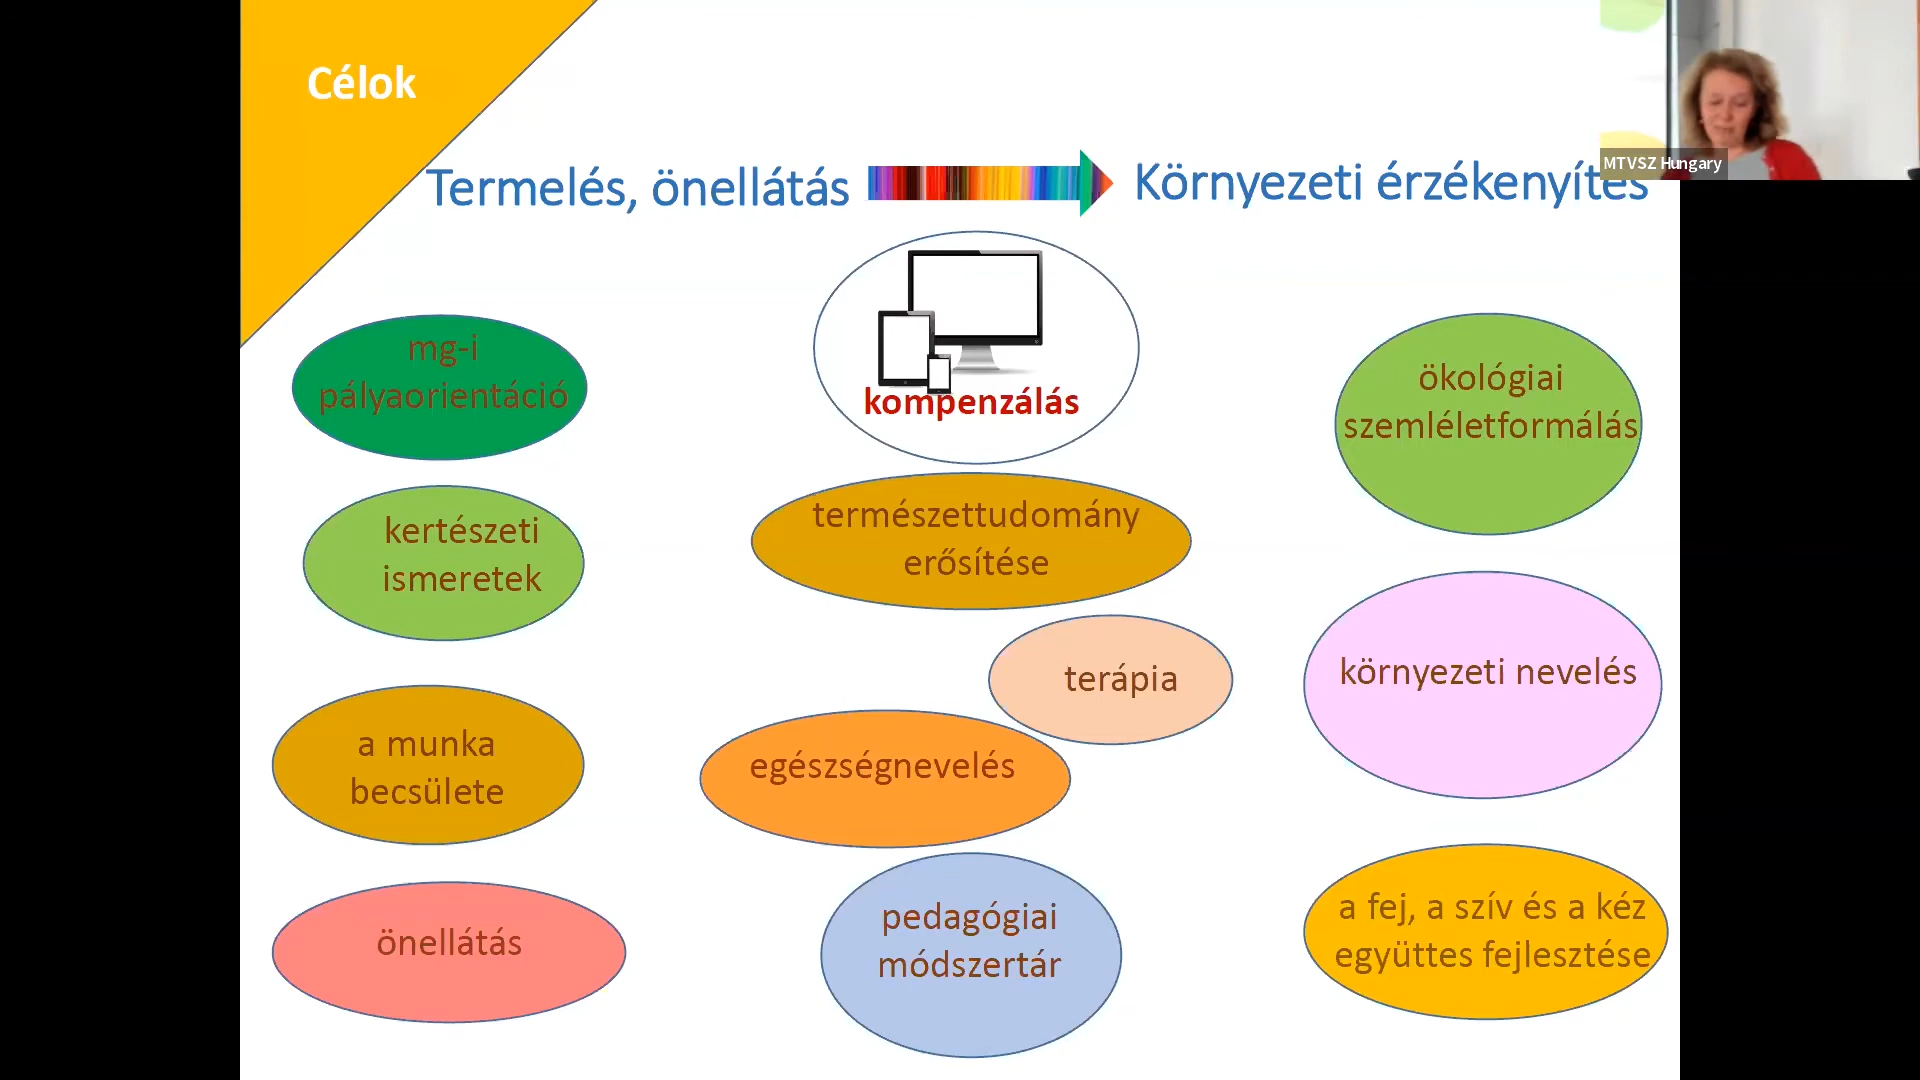 Célok
Termelés, önellátás
Környezeti érzékenyítés
MTVSZ Hungary
mg-i
pályaorientáció
kertészeti
ismeretek
a munka
becsülete
önellátás
kompenzálás
természettudomány
erősítése
terápia
egészségnevelés
pedagógiai
módszertár
ökológiai
szemléletformálás
környezeti nevelés
a fej, a szív és a kéz
együttes fejlesztése